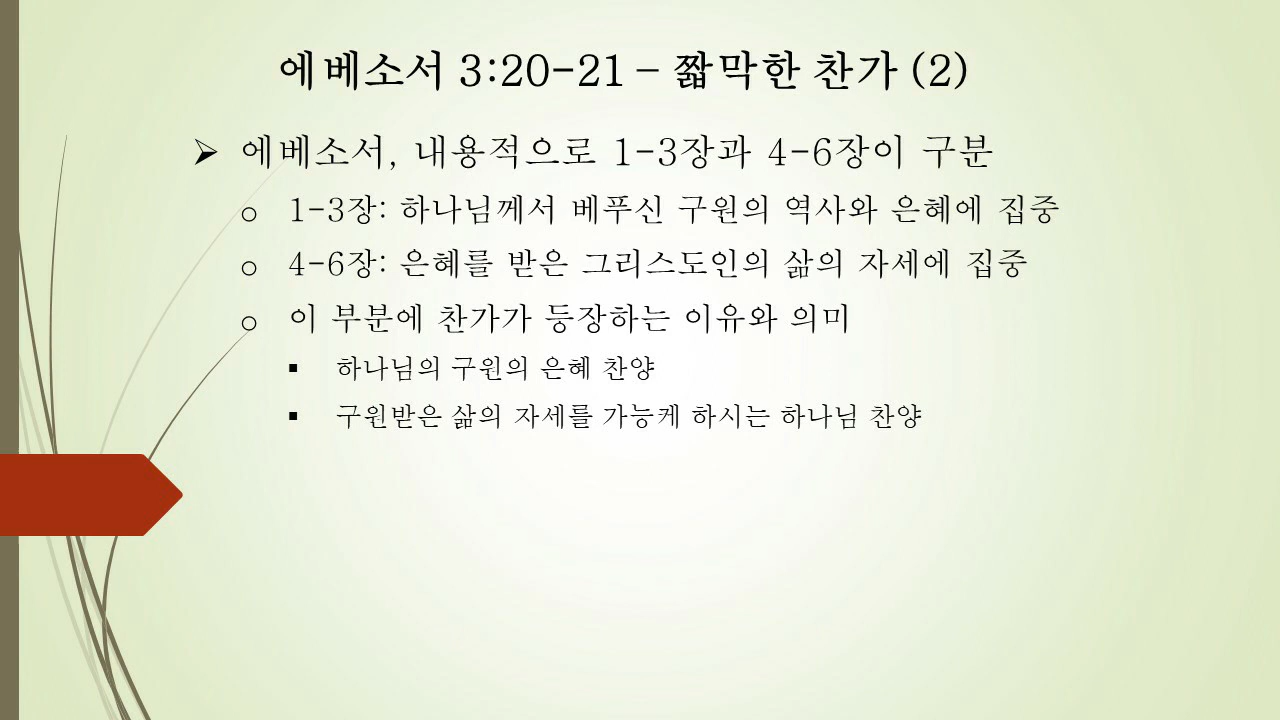 에베소서 3:20-21 – 짧막한 찬가 (2)
➢ 에베소서, 내용적으로 1-3장과 4-6장이 구분
o 1-3장: 하나님께서 베푸신 구원의 역사와 은혜에 집중
o 4-6장: 은혜를 받은 그리스도인의 삶의 자세에 집중
o 이 부분에 찬가가 등장하는 이유와 의미
▪ 하나님의 구원의 은혜 찬양
▪ 구원받은 삶의 자세를 가능케 하시는 하나님 찬양